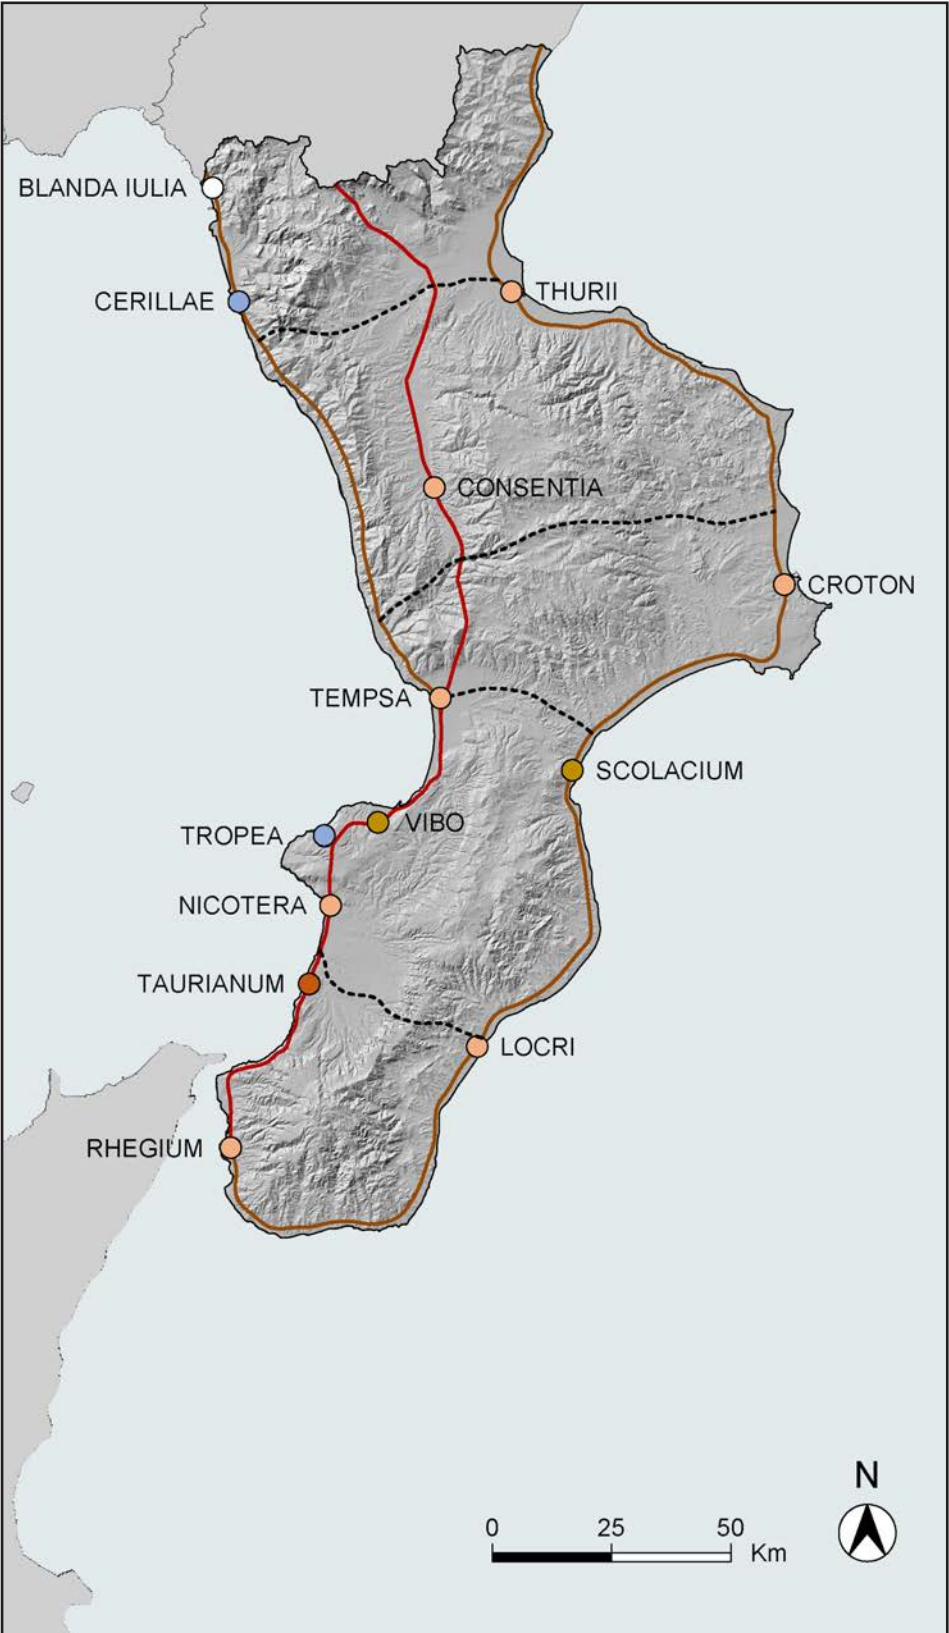 BLANDA IULIA
THURII
CERILLAE
CONSENTIA
CROTON
TEMPSA
SCOLACIUM
VIBO
TROPEA
NICOTERA
TAURIANUM
LOCRI
RHEGIUM
N
0 25 50
Km